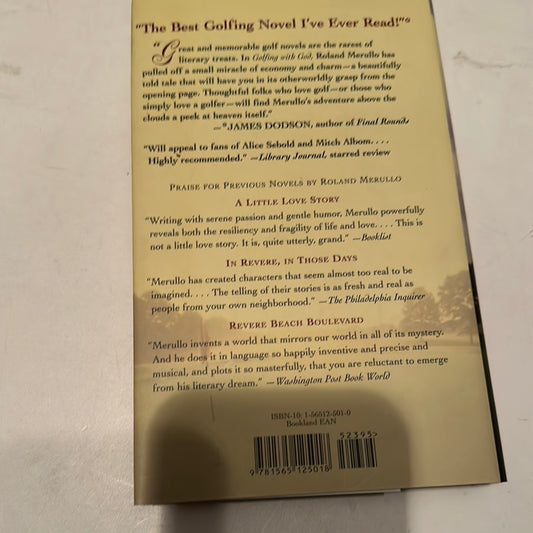 "The Best Golfing Novel I've Ever Read!"*
"Great and memorable golf novels are the rarest of
literary treats. In Golfing with God, Roland Merullo has
pulled off a small miracle of economy and charm—a beautifully
told tale that will have you in its otherworldly grasp from the
opening page. Thoughtful folks who love golf—or those who
simply love a golfer—will find Merullo's adventure above the
clouds a peek at heaven itself."
—*JAMES DODSON, author of Final Rounds
"Will appeal to fans of Alice Sebold and Mitch Albom. . . .
Highly recommended." —Library Journal, starred review
PRAISE FOR PREVIOUS NOVELS BY ROLAND MERULLO
A LITTLE LOVE STORY
"Writing with serene passion and gentle humor, Merullo powerfully
reveals both the resiliency and fragility of life and love. . . . This is
not a little love story. It is, quite utterly, grand." —Booklist
IN REVERE, IN THOSE DAYS
"Merullo has created characters that seem almost too real to be
imagined. . . . The telling of their stories is as fresh and real as
people from your own neighborhood." —The Philadelphia Inquirer
REVERE BEACH BOULEVARD
"Merullo invents a world that mirrors our world in all of its mystery.
And he does it in language so happily inventive and precise and
musical, and plots it so masterfully, that you are reluctant to emerge
from his literary dream." —Washington Post Book World
ISBN-10: 1-56512-501-0
Bookland EAN
52395>
9 781565 125018